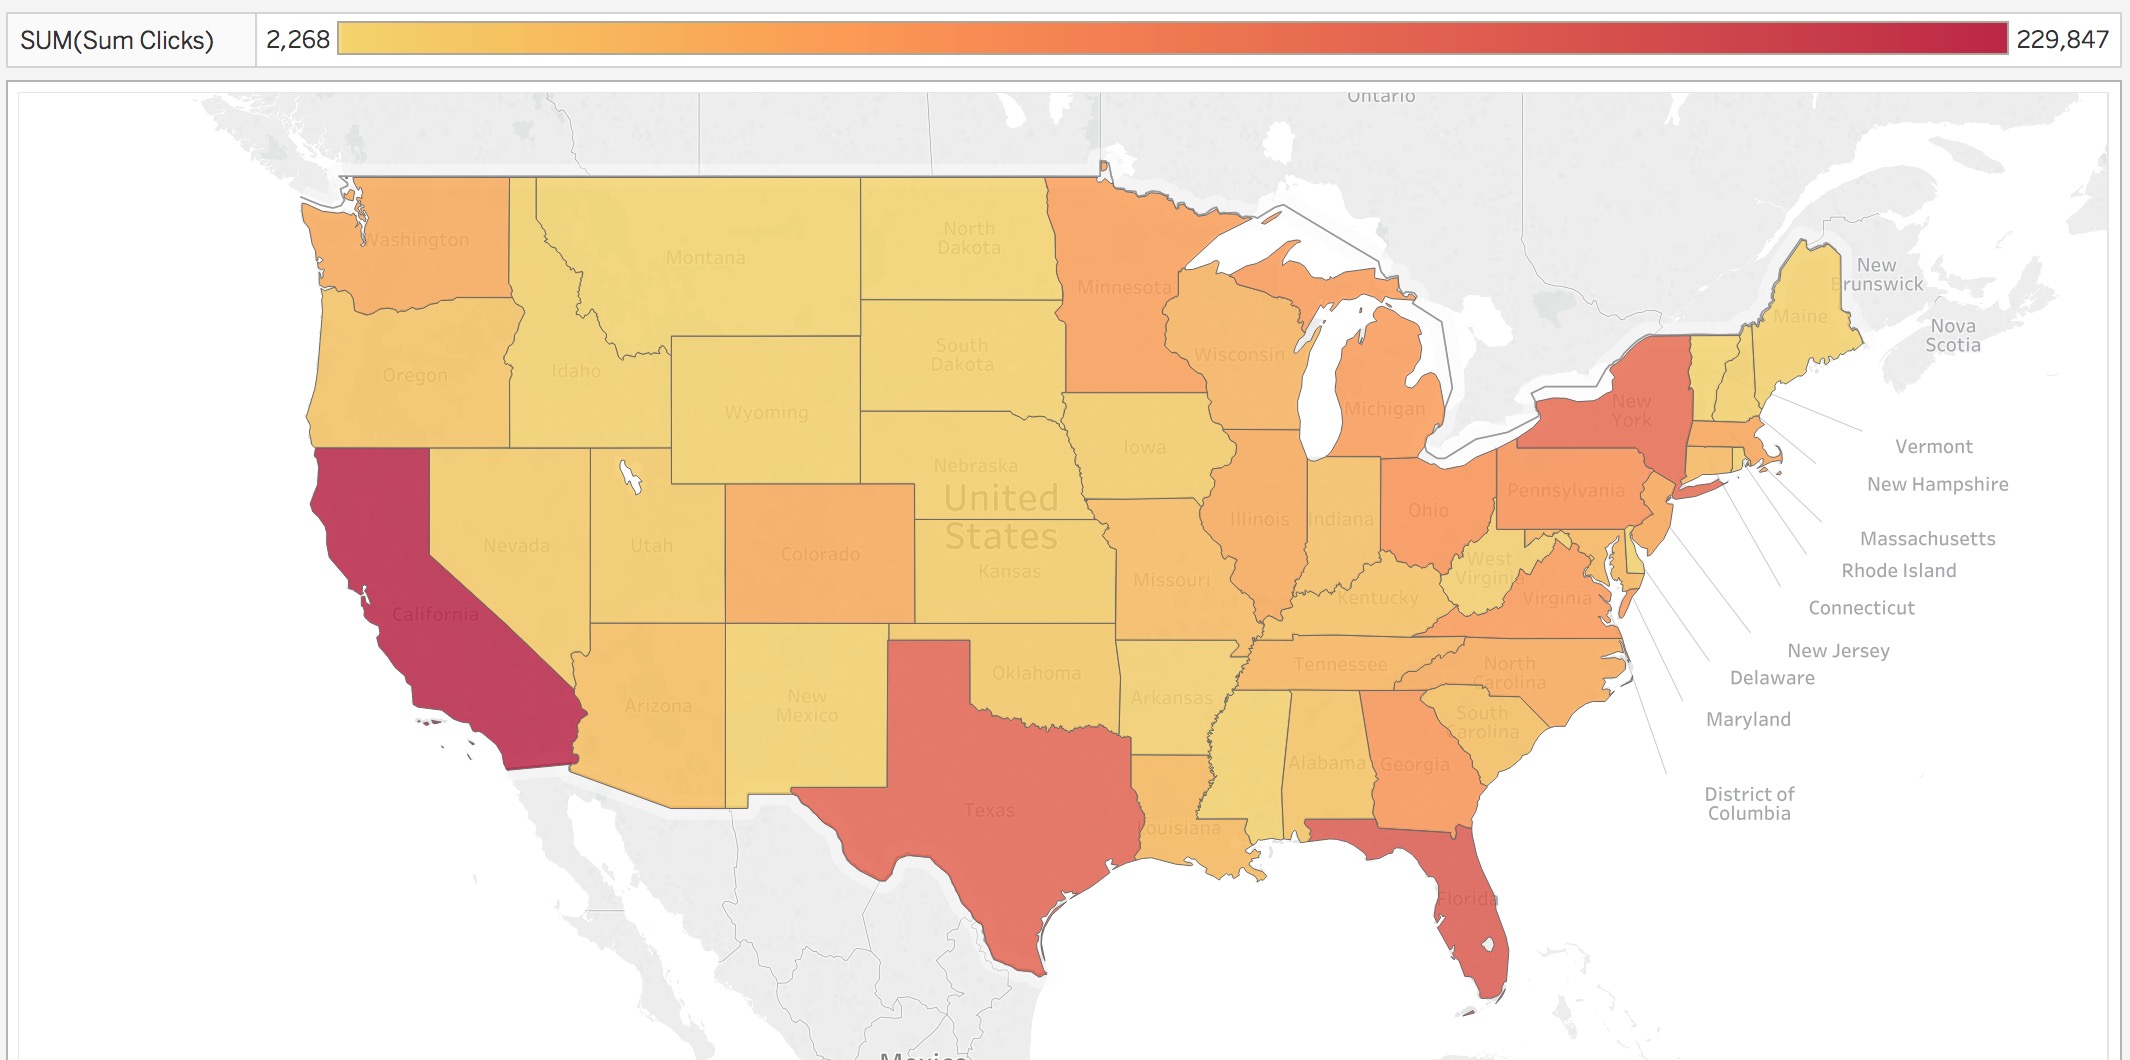 SUM(Sum Clicks)
2,268
229,847
Ontario
Washington
Montana
North
Dakota
Minnesota
New
Brunswick
Nova
Scotia
Maine
Oregon
Idaho
South
Dakota
Wisconsin
Wyoming
Michigan
New
York
Vermont
Iowa
Nebraska
New Hampshire
Pennsylvania
United
States
Ohio
Illinois
Indiana
Massachusetts
Nevada
Utah
Colorado
Kansas
Missouri
West
Virginia
Rhode Island
Kentucky
Virginia
Connecticut
California
New Jersey
Tennessee
North
Carolina
Oklahoma
Delaware
Arizona
New
Mexico
Arkansas
South
Carolina
Maryland
Alabama
Georgia
Texas
Louisiana
District of
Columbia
Florida
Mexico